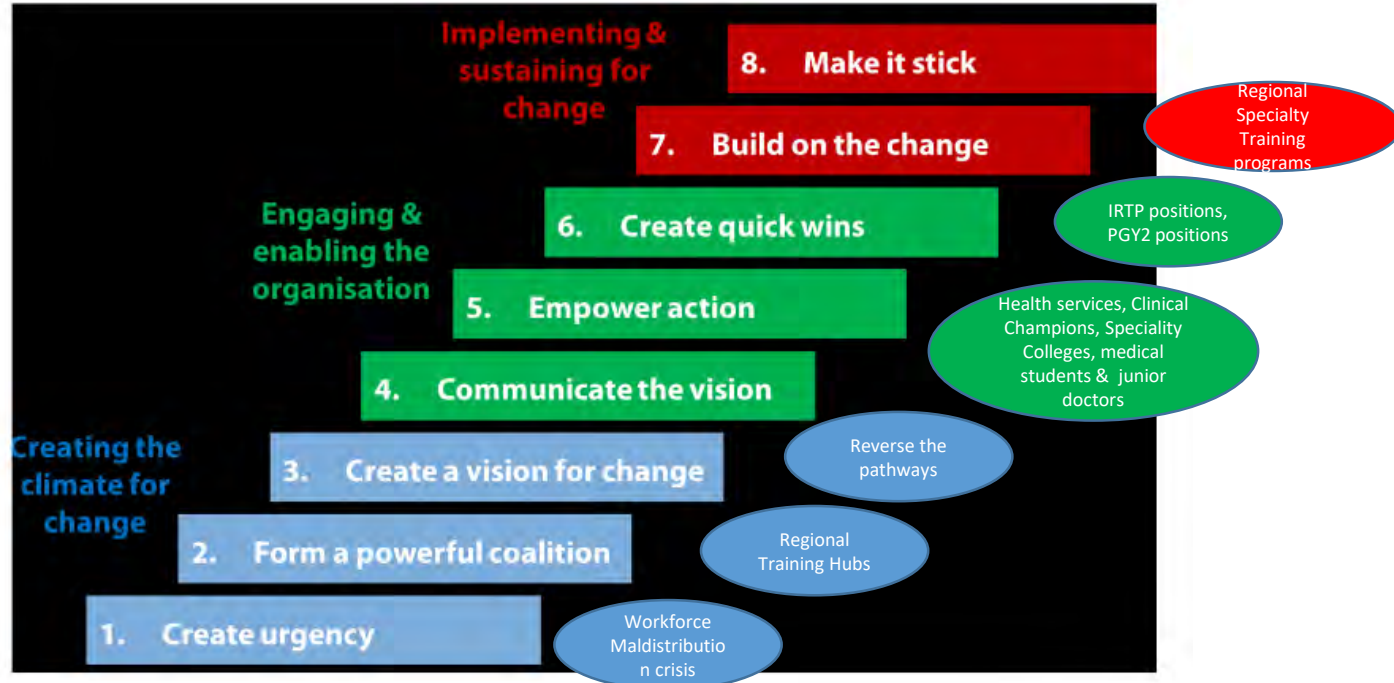 Implementing &
sustaining for
change
8. Make it stick
Regional
Specialty
Training
programs
7. Build on the change
Engaging &
enabling the
organisation
6. Create quick wins
IRTP positions,
PGY2 positions
5. Empower action
Health services, Clinical
Champions, Speciality
Colleges, medical
students & junior
doctors
4. Communicate the vision
Creating the
climate for
change
3. Create a vision for change
Reverse the
pathways
2. Form a powerful coalition
Regional
Training Hubs
1. Create urgency
Workforce
Maldistributio
n crisis